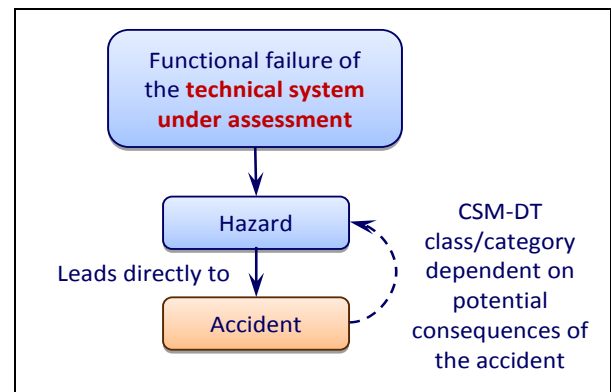 Functional failure of
the technical system
under assessment
Hazard
Leads directly to
Accident
CSM-DT
class/category
dependent on
potential
consequences of
the accident